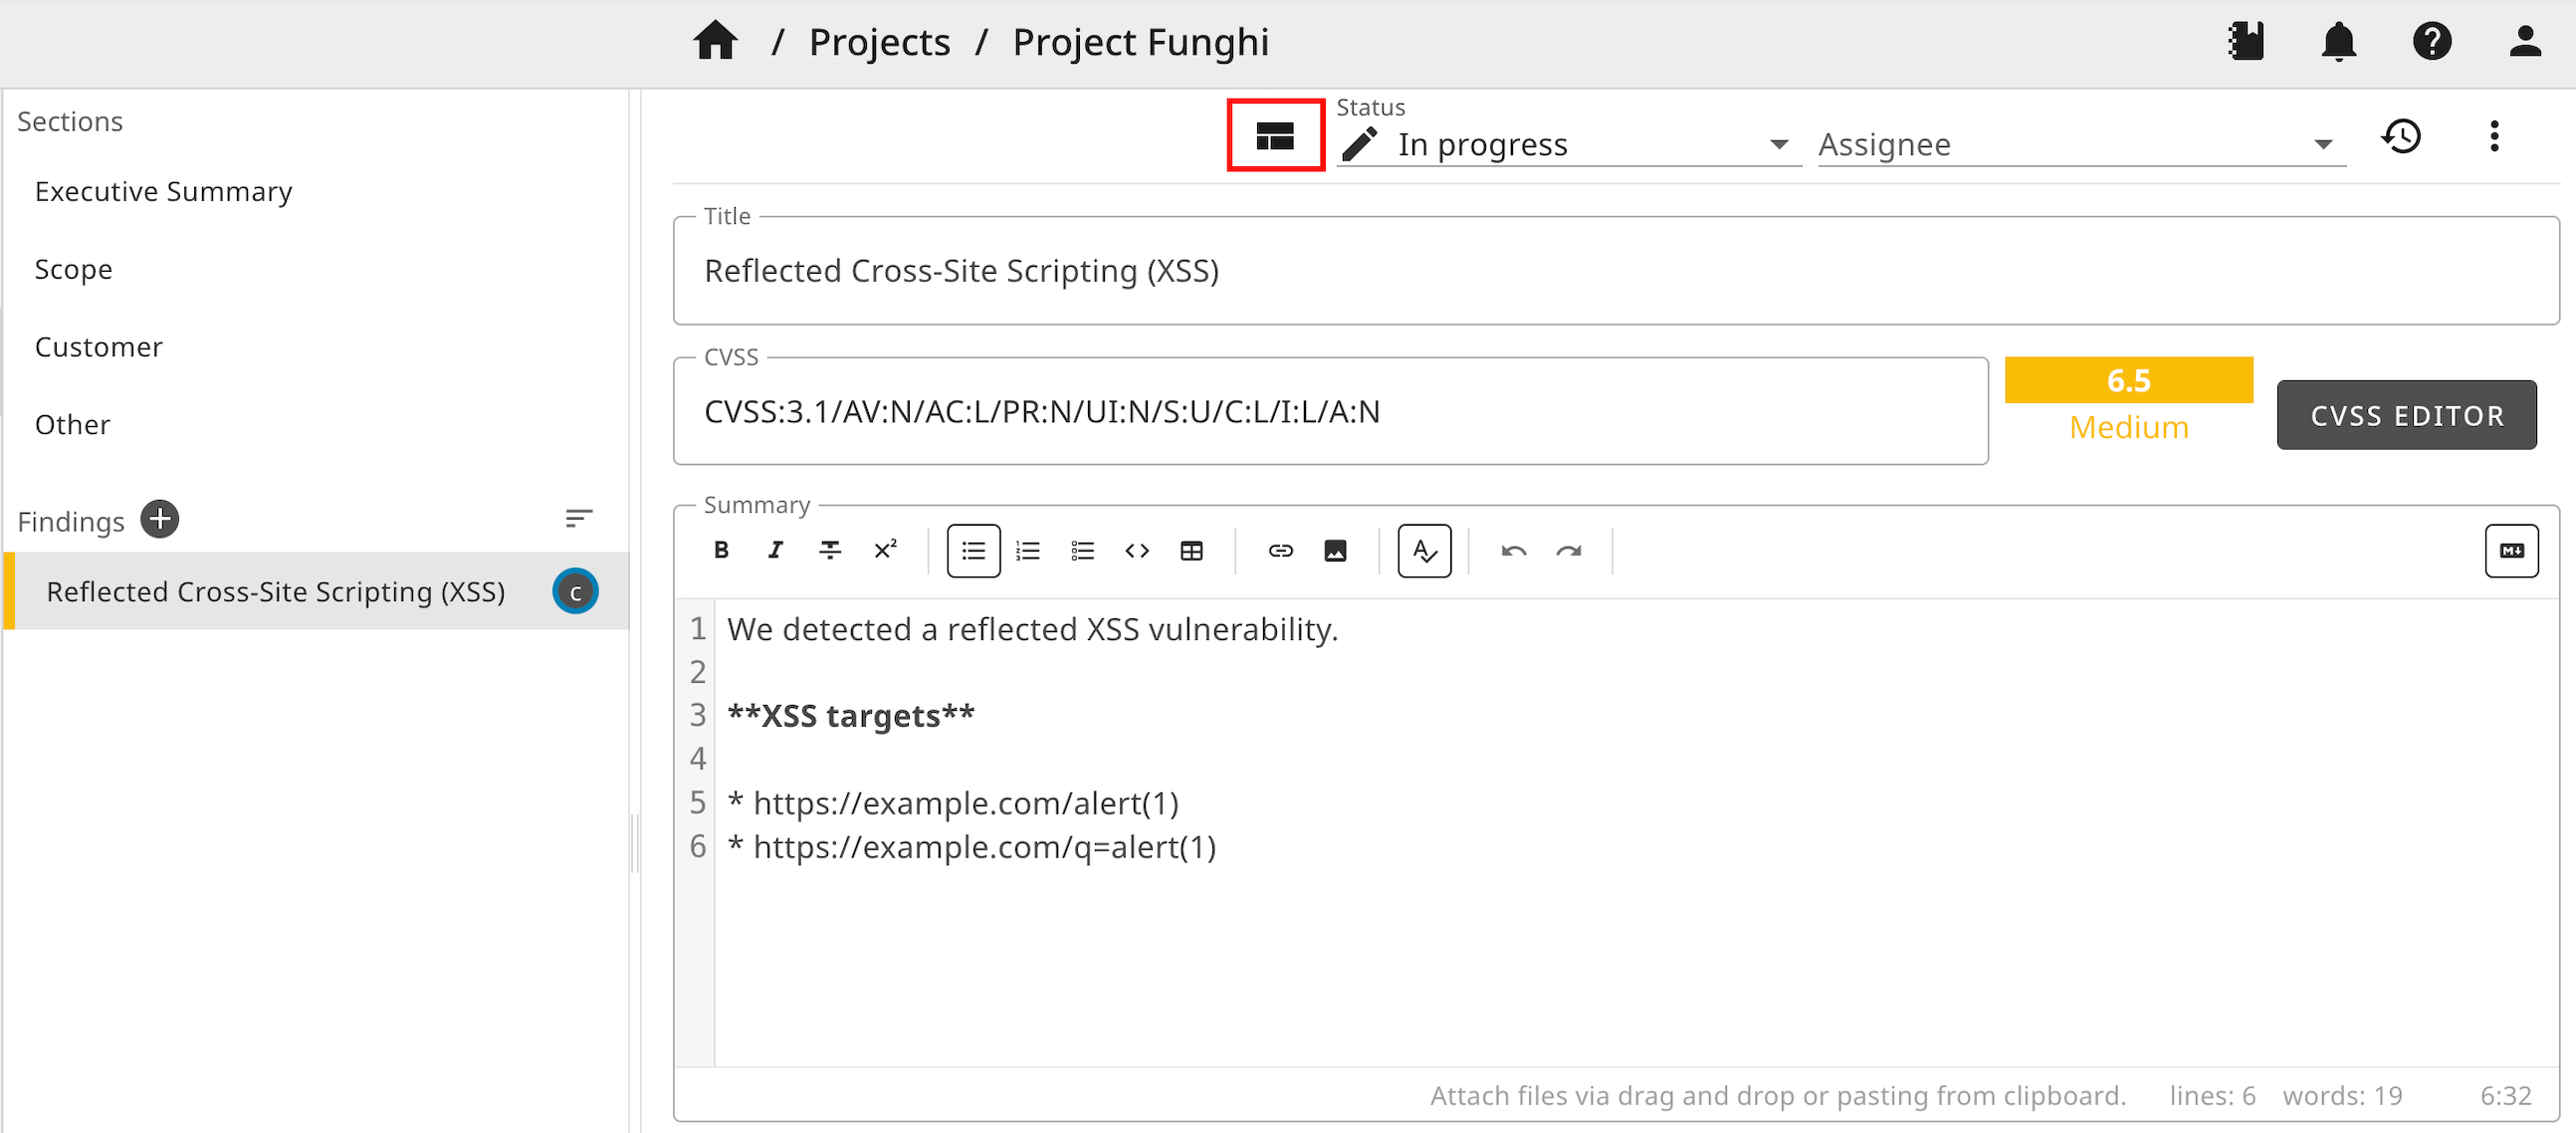 / Projects / Project Funghi
Sections
Executive Summary
Scope
Customer
Other
Findings
Reflected Cross-Site Scripting (XSS) C
Status
In progress
Assignee
Title
Reflected Cross-Site Scripting (XSS)
CVSS
CVSS:3.1/AV:N/AC:L/PR:N/UI:N/S:U/C:L/I:L/A:N
6.5
Medium
CVSS EDITOR
Summary
1 We detected a reflected XSS vulnerability.
2
3 **XSS targets**
4
5 * https://example.com/alert(1)
6 * https://example.com/q=alert(1)
Attach files via drag and drop or pasting from clipboard. lines: 6 words: 19 6:32